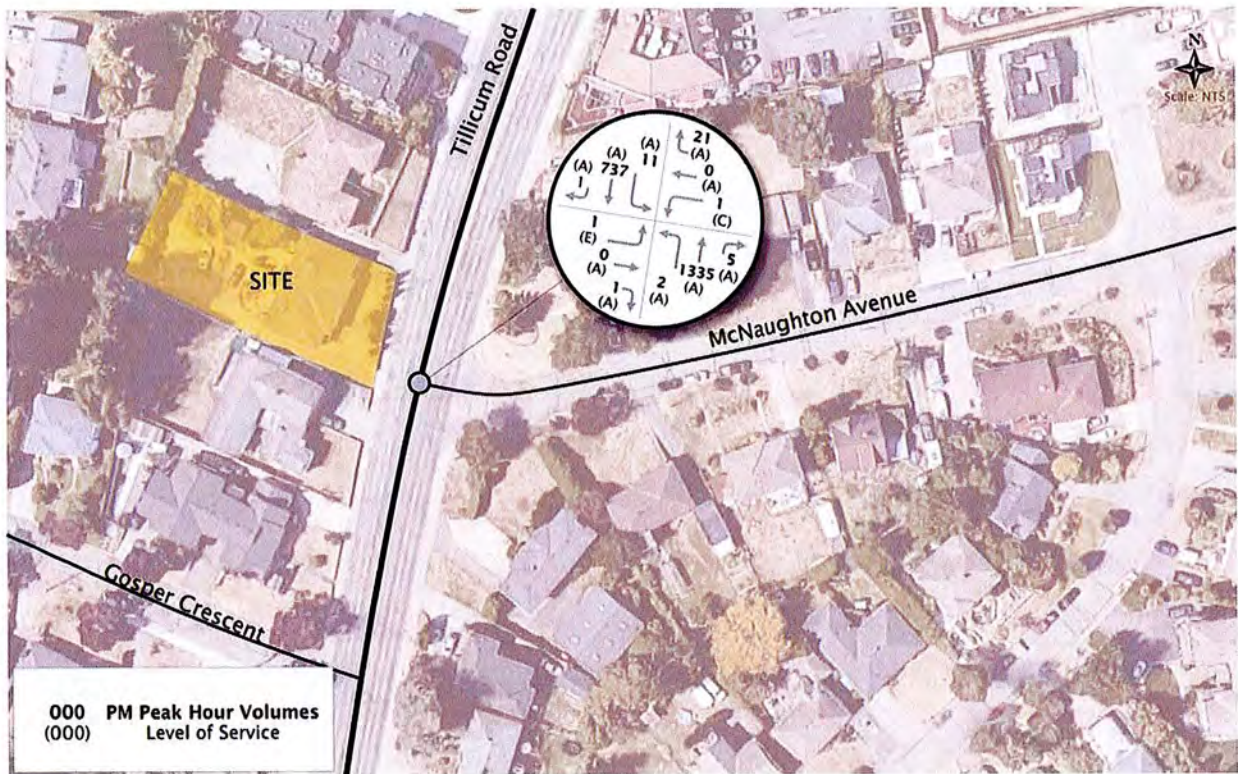 Tillicum Road
N
Scale: NTS
21
(A)
0
(A)
1
(C)
(A)
11
(A)
737
(A)
1
1
(E)
0
(A)
1
(A)
2
(A)
1335
(A)
5
(A)
SITE
McNaughton Avenue
Gosper Crescent
000 PM Peak Hour Volumes
(000) Level of Service